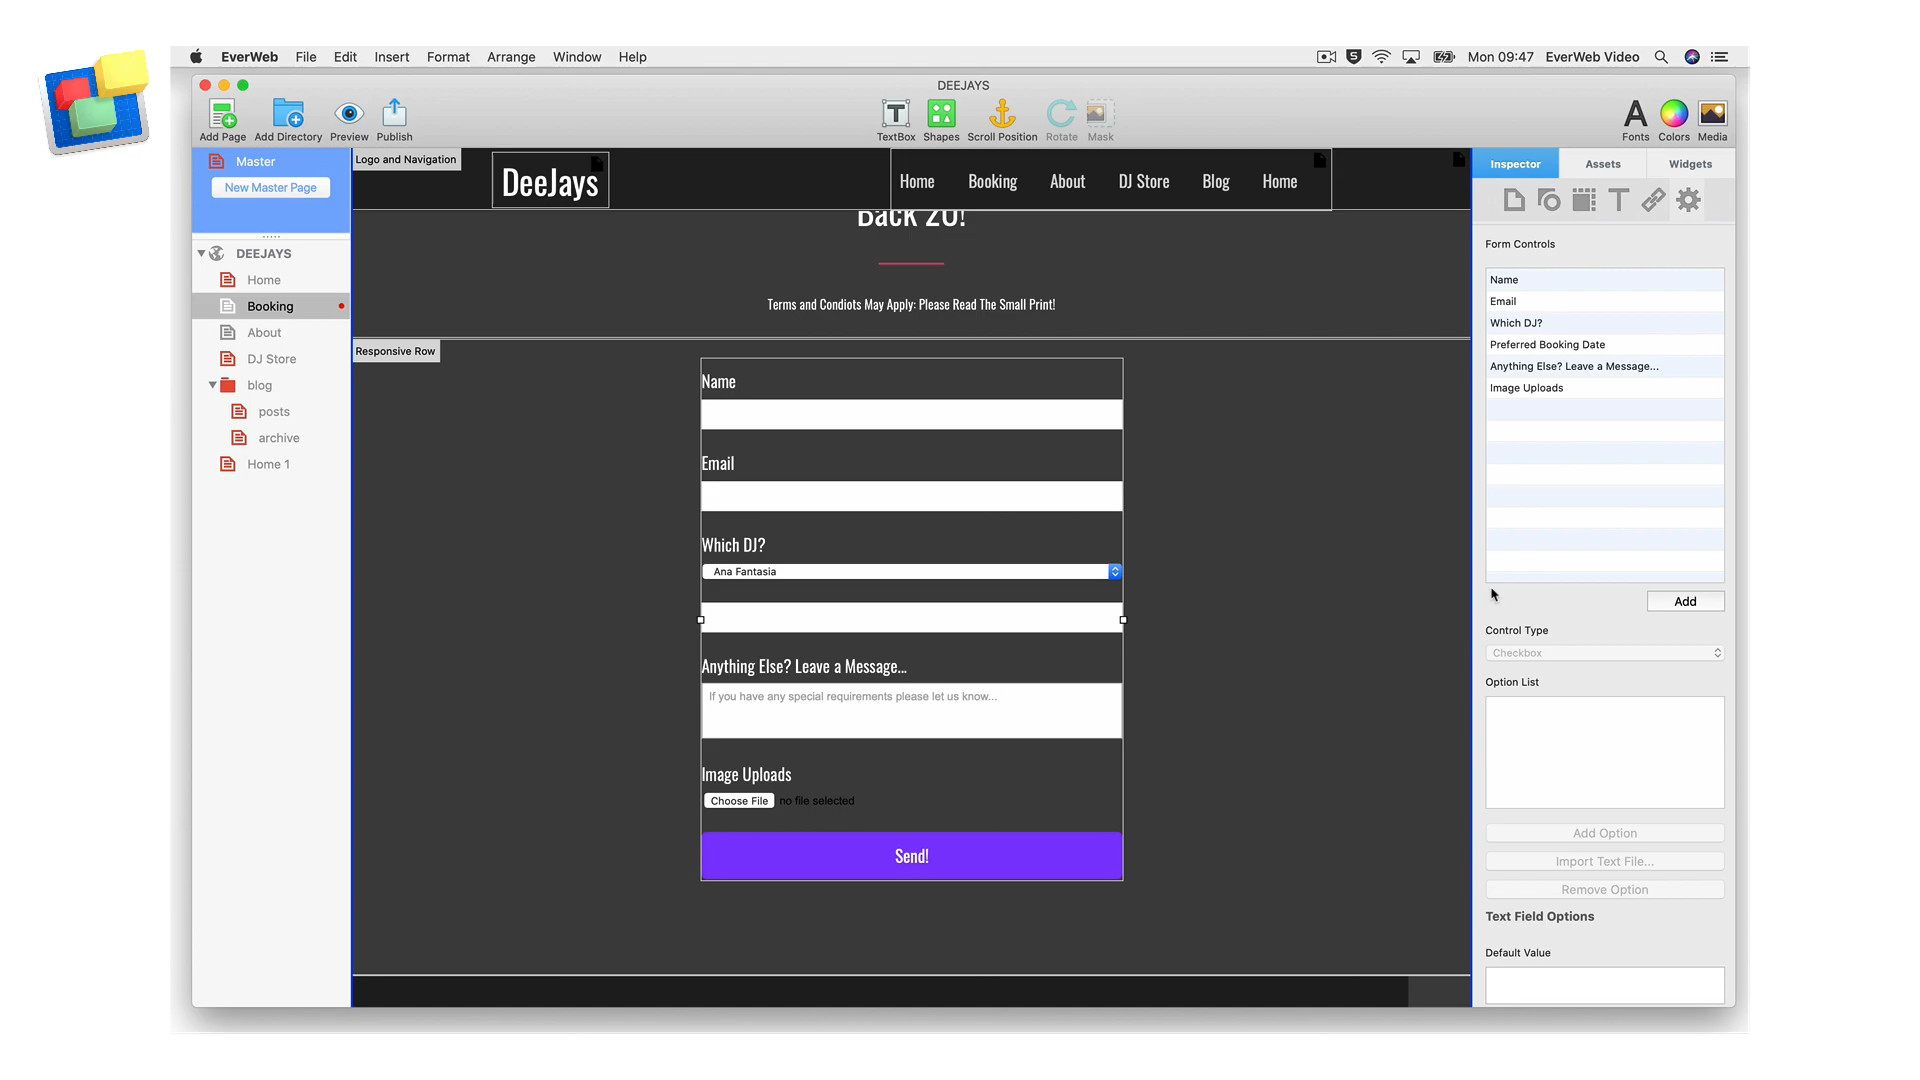 EverWeb File Edit Insert Format Arrange Window Help
Mon 09:47 EverWeb Video
DEEJAYS
Add Page Add Directory Preview Publish
TextBox Shapes Scroll Position Rotate Mask
Fonts Colors Media
Master
New Master Page
DEEJAYS
Home
Booking
About
DJ Store
blog
posts
archive
Home 1
Logo and Navigation
DeeJays
Home Booking About DJ Store Blog Home
Back 20!
Terms and Condiots May Apply: Please Read The Small Print!
Responsive Row
Name
Email
Which DJ?
Ana Fantasia
Anything Else? Leave a Message...
If you have any special requirements please let us know...
Image Uploads
Choose File no file selected
Send!
Inspector Assets Widgets
Form Controls
Name
Email
Which DJ?
Preferred Booking Date
Anything Else? Leave a Message...
Image Uploads
Add
Control Type
Checkbox
Option List
Add Option
Import Text File...
Remove Option
Text Field Options
Default Value